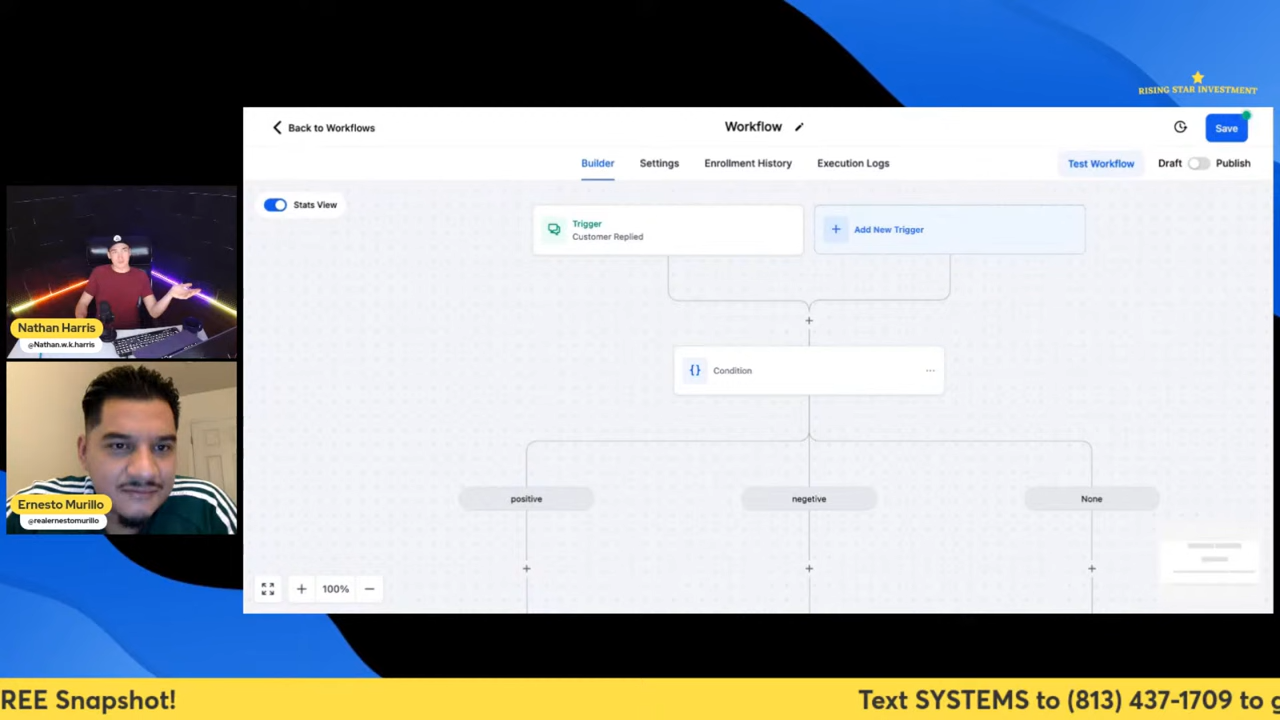 RISING STAR INVESTMENT
Back to Workflows
Workflow
Save
Builder
Settings
Enrollment History
Execution Logs
Test Workflow
Draft
Publish
Stats View
Trigger
Customer Replied
Add New Trigger
Condition
positive
negetive
None
100%
Nathan Harris
@Nathan.w.k.harris
Ernesto Murillo
@realernestomurillo
REE Snapshot!
Text SYSTEMS to (813) 437-1709 to g